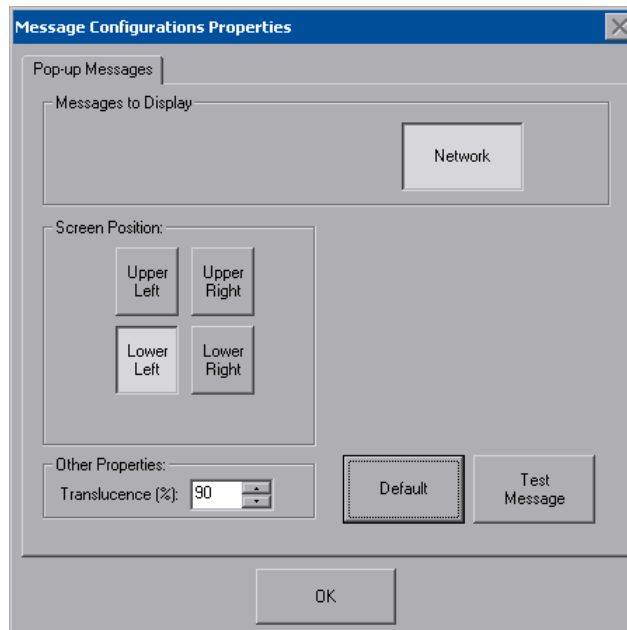 Message Configurations Properties
Pop-up Messages
Messages to Display
Network
Screen Position:
Upper
Left
Upper
Right
Lower
Left
Lower
Right
Other Properties:
Translucence (%): 90
Default
Test
Message
OK